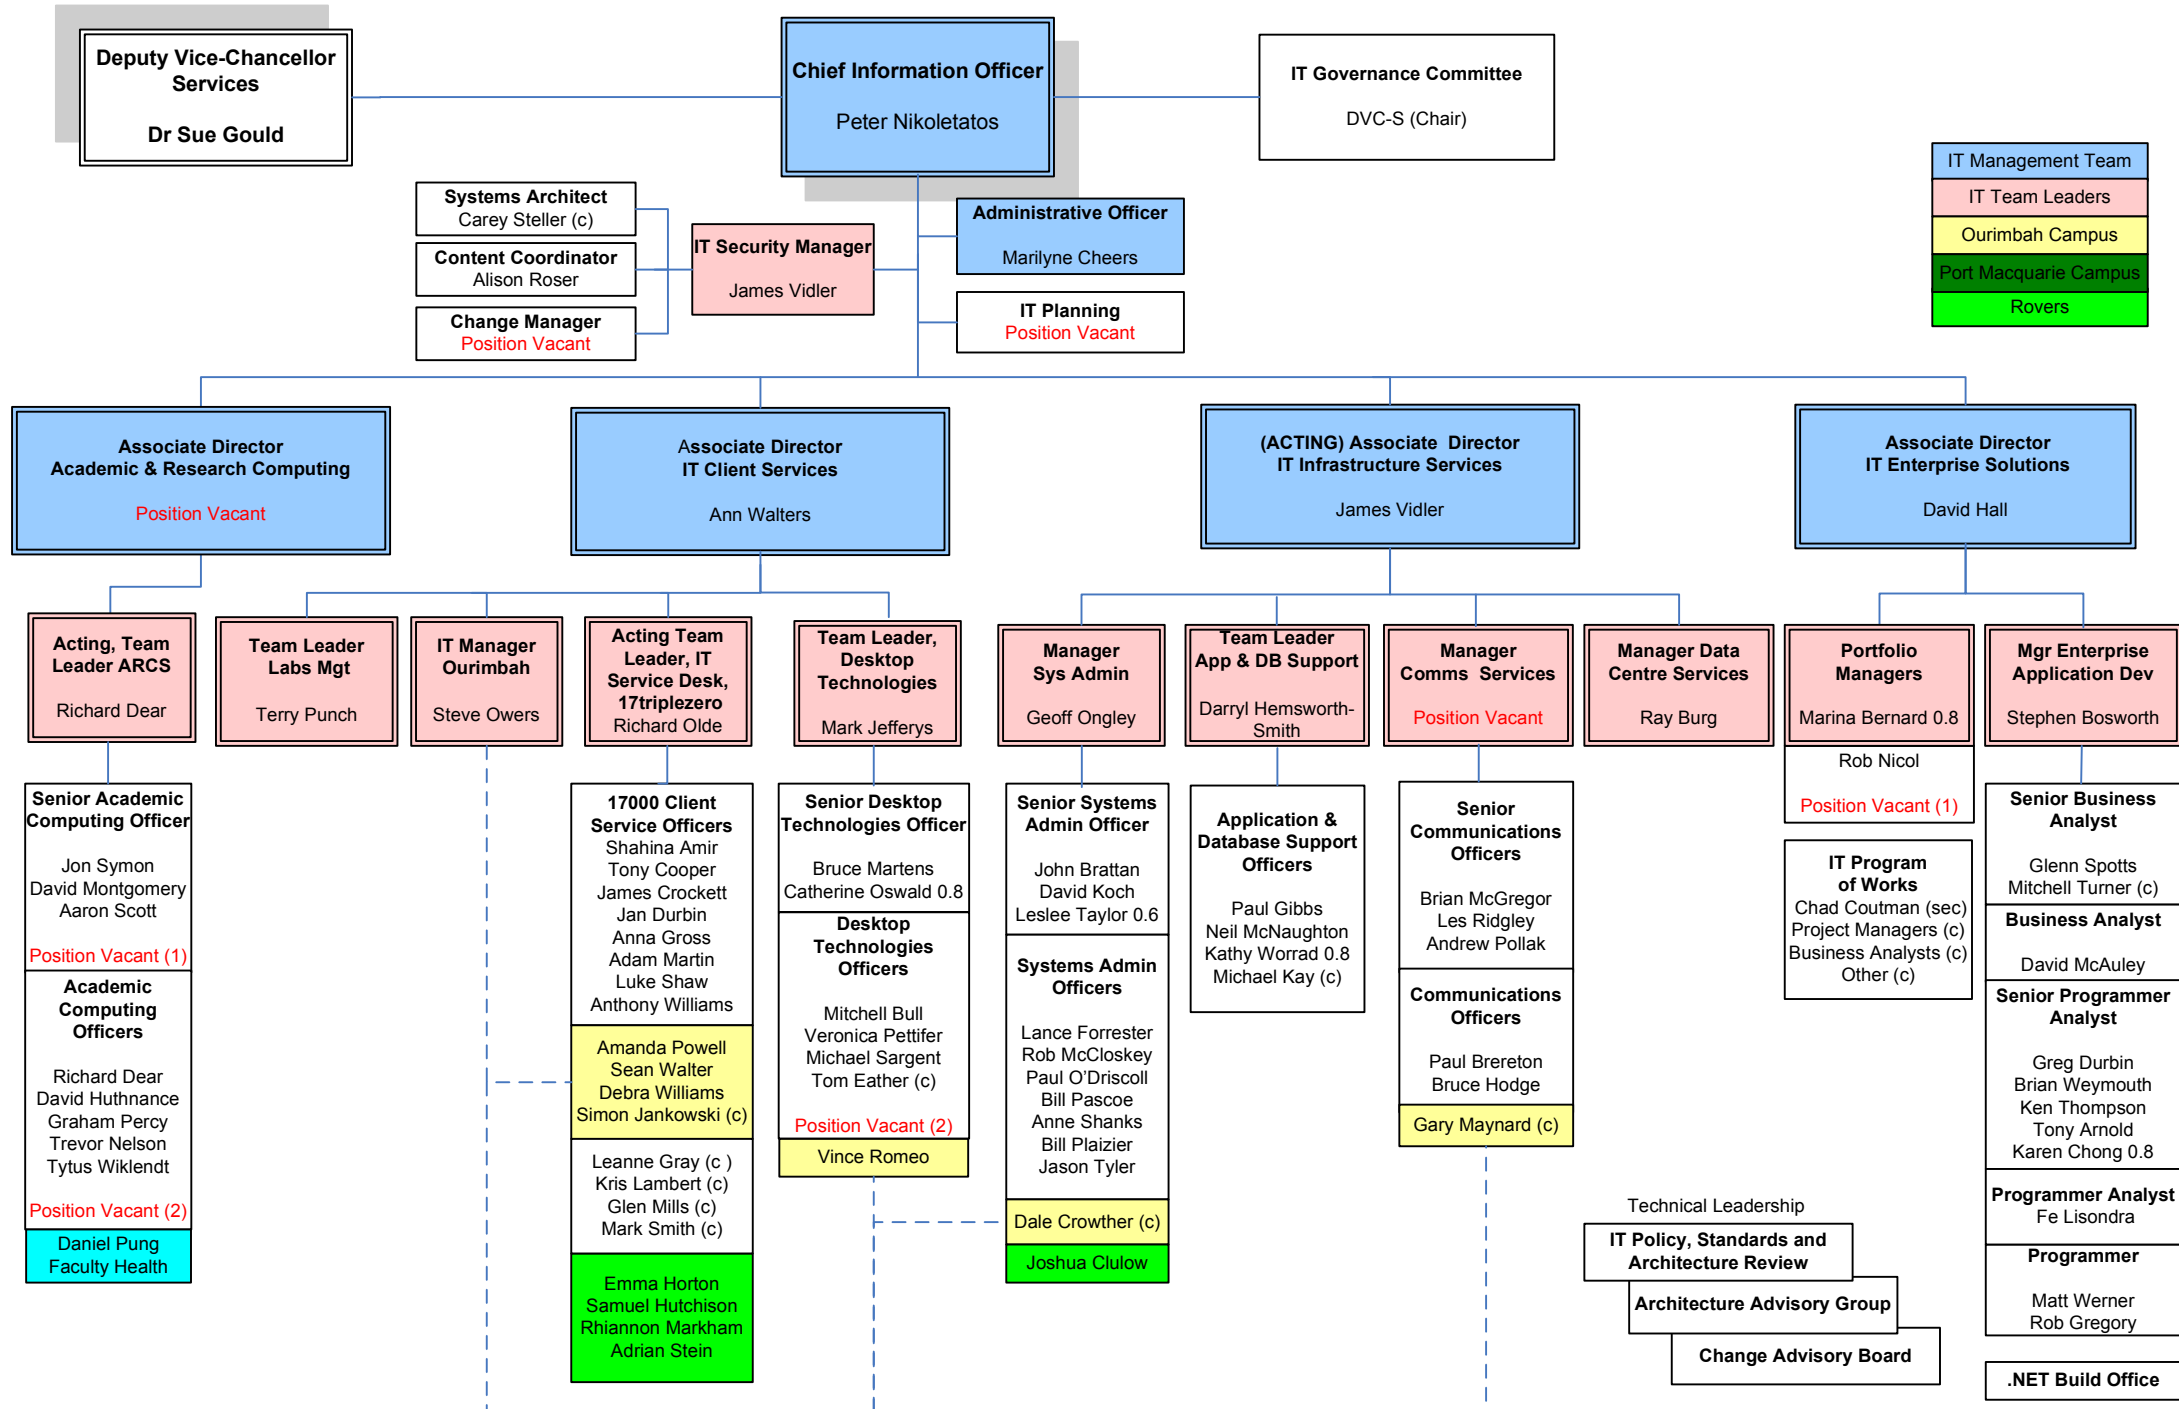 Deputy Vice-Chancellor
Services
Dr Sue Gould
Chief Information Officer
Peter Nikoletatos
IT Governance Committee
DVC-S (Chair)
IT Management Team
IT Team Leaders
Ourimbah Campus
Port Macquarie Campus
Rovers
Systems Architect
Carey Steller (c)
Content Coordinator
Alison Roser
Change Manager
Position Vacant
IT Security Manager
James Vidler
Administrative Officer
Marilyne Cheers
IT Planning
Position Vacant
Associate Director
Academic & Research Computing
Position Vacant
Associate Director
IT Client Services
Ann Walters
(ACTING) Associate Director
IT Infrastructure Services
James Vidler
Associate Director
IT Enterprise Solutions
David Hall
Acting, Team
Leader ARCS
Richard Dear
Team Leader
Labs Mgt
Terry Punch
IT Manager
Ourimbah
Steve Owers
Acting Team
Leader, IT
Service Desk,
17triplezero
Richard Olde
Team Leader,
Desktop
Technologies
Mark Jefferys
Manager
Sys Admin
Geoff Ongley
Team Leader
App & DB Support
Darryl Hemsworth-
Smith
Manager
Comms Services
Position Vacant
Manager Data
Centre Services
Ray Burg
Portfolio
Managers
Marina Bernard 0.8
Rob Nicol
Position Vacant (1)
Mgr Enterprise
Application Dev
Stephen Bosworth
Senior Academic
Computing Officer
Jon Symon
David Montgomery
Aaron Scott
Position Vacant (1)
Academic
Computing
Officers
Richard Dear
David Huthnance
Graham Percy
Trevor Nelson
Tytus Wiklendt
Position Vacant (2)
Daniel Pung
Faculty Health
17000 Client
Service Officers
Shahina Amir
Tony Cooper
James Crockett
Jan Durbin
Anna Gross
Adam Martin
Luke Shaw
Anthony Williams
Amanda Powell
Sean Walter
Debra Williams
Simon Jankowski (c)
Leanne Gray (c )
Kris Lambert (c)
Glen Mills (c)
Mark Smith (c)
Emma Horton
Samuel Hutchison
Rhiannon Markham
Adrian Stein
Senior Desktop
Technologies Officer
Bruce Martens
Catherine Oswald 0.8
Desktop
Technologies
Officers
Mitchell Bull
Veronica Pettifer
Michael Sargent
Tom Eather (c)
Position Vacant (2)
Vince Romeo
Senior Systems
Admin Officer
John Brattan
David Koch
Leslee Taylor 0.6
Systems Admin
Officers
Lance Forrester
Rob McCloskey
Paul O’Driscoll
Bill Pascoe
Anne Shanks
Bill Plaizier
Jason Tyler
Dale Crowther (c)
Joshua Clulow
Application &
Database Support
Officers
Paul Gibbs
Neil McNaughton
Kathy Worrad 0.8
Michael Kay (c)
Senior
Communications
Officers
Brian McGregor
Les Ridgley
Andrew Pollak
Communications
Officers
Paul Brereton
Bruce Hodge
Gary Maynard (c)
IT Program
of Works
Chad Coutman (sec)
Project Managers (c)
Business Analysts (c)
Other (c)
Senior Business
Analyst
Glenn Spotts
Mitchell Turner (c)
Business Analyst
David McAuley
Senior Programmer
Analyst
Greg Durbin
Brian Weymouth
Ken Thompson
Tony Arnold
Karen Chong 0.8
Programmer Analyst
Fe Lisondra
Programmer
Matt Werner
Rob Gregory
.NET Build Office
Technical Leadership
IT Policy, Standards and
Architecture Review
Architecture Advisory Group
Change Advisory Board